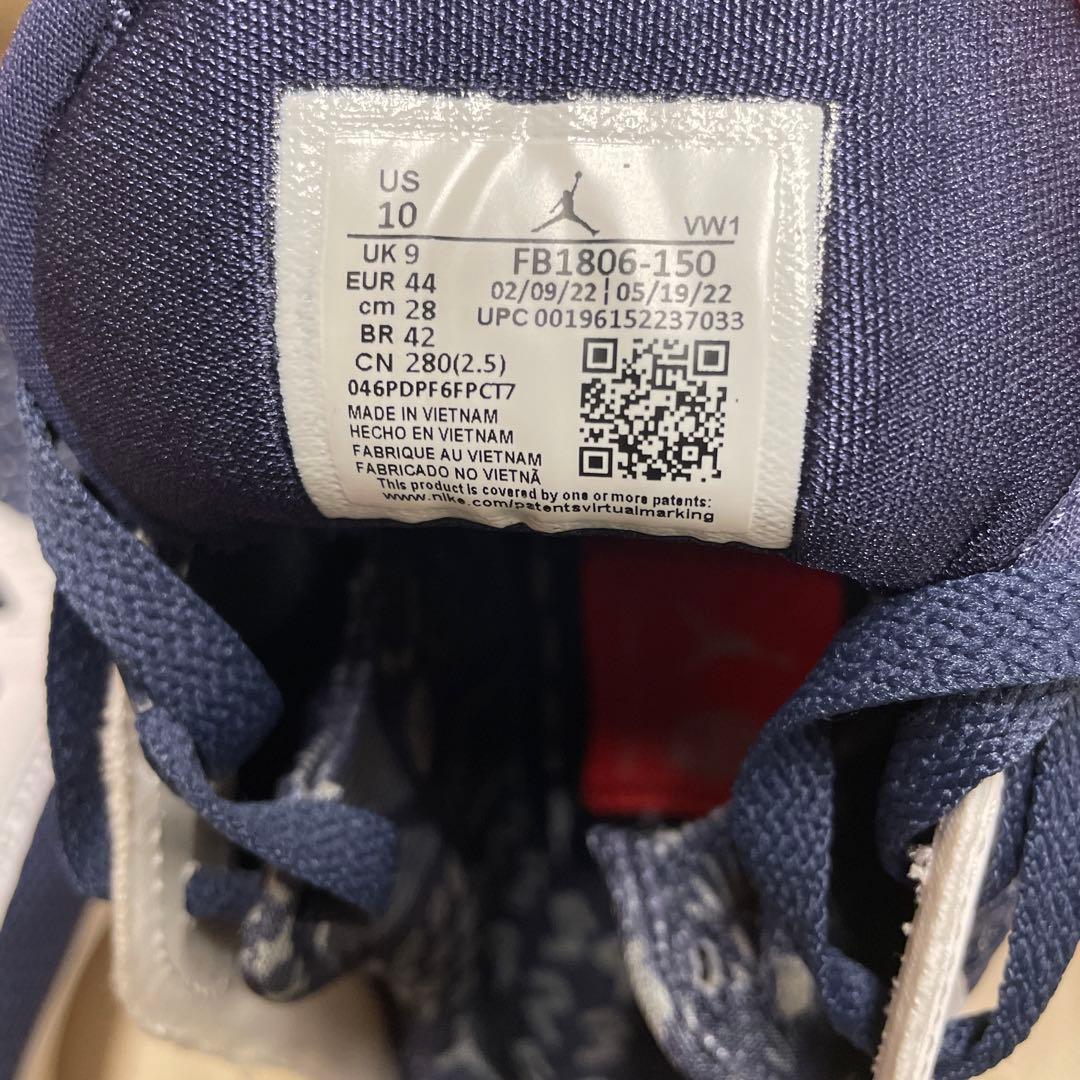 US
10
VW1
UK 9
EUR 44
cm 28
BR 42
CN 280(2.5)
FB1806-150
02/09/22 | 05/19/22
UPC 00196152237033
046PDPF6FPCT7
MADE IN VIETNAM
HECHO EN VIETNAM
FABRIQUE AU VIETNAM
FABRICADO NO VIETNÃ
This product is covered by one or more patents:
www.nike.com/patentsvirtualmarking